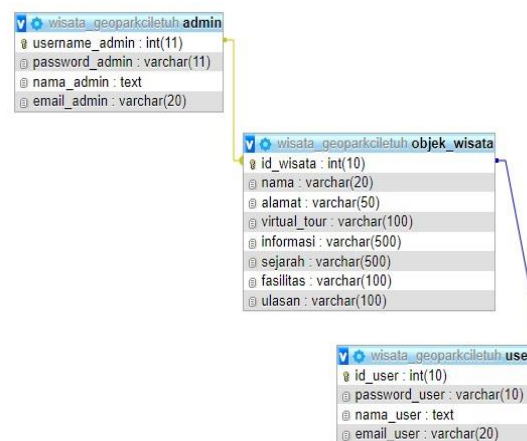 wisata_geoparkciletuh admin
username_admin : int(11)
password_admin : varchar(11)
nama_admin : text
email_admin : varchar(20)
wisata_geoparkciletuh objek_wisata
id_wisata : int(10)
nama : varchar(20)
alamat : varchar(50)
virtual_tour : varchar(100)
informasi : varchar(500)
sejarah : varchar(500)
fasilitas : varchar(100)
ulasan : varchar(100)
wisata_geoparkciletuh use
id_user : int(10)
password_user : varchar(10)
nama_user : text
email_user : varchar(20)